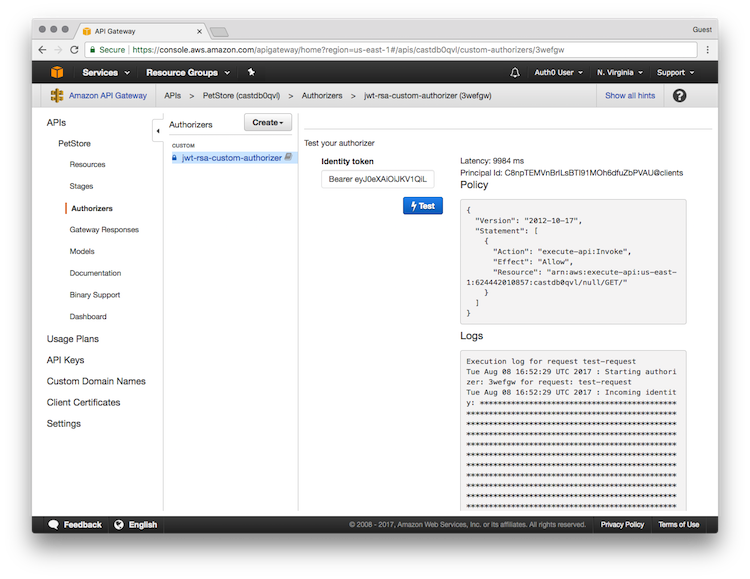 API Gateway
Guest
Secure https://console.aws.amazon.com/apigateway/home?region=us-east-1#/apis/castdb0qvl/custom-authorizers/3wefgw
Services Resource Groups Auth0 User N. Virginia Support
Amazon API Gateway APIs > PetStore (castdb0qvl) > Authorizers > jwt-rsa-custom-authorizer (3wefgw) Show all hints ?
APIs
PetStore
Resources
Stages
Authorizers
Gateway Responses
Models
Documentation
Binary Support
Dashboard
Usage Plans
API Keys
Custom Domain Names
Client Certificates
Settings
Authorizers Create
CUSTOM
jwt-rsa-custom-authorizer
Test your authorizer
Identity token
Bearer eyJ0eXAiOiJKV1QiL
Test
Latency: 9984 ms
Principal Id: C8npTEMVnBrILsBTI91MOh6dfuZbPVAU@clients
Policy
{
"Version": "2012-10-17",
"Statement": [
{
"Action": "execute-api:Invoke",
"Effect": "Allow",
"Resource": "arn:aws:execute-api:us-east-
1:624442010857:castdb0qvl/null/GET/"
}
]
}
Logs
Execution log for request test-request
Tue Aug 08 16:52:29 UTC 2017 : Starting authori
zer: 3wefgw for request: test-request
Tue Aug 08 16:52:29 UTC 2017 : Incoming identit
y: ********************************************
***********************************************
***********************************************
***********************************************
***********************************************
***********************************************
***********************************************
***********************************************
***********************************************
***********************************************
***********************************************
Feedback English © 2008 - 2017, Amazon Web Services, Inc. or its affiliates. All rights reserved. Privacy Policy Terms of Use